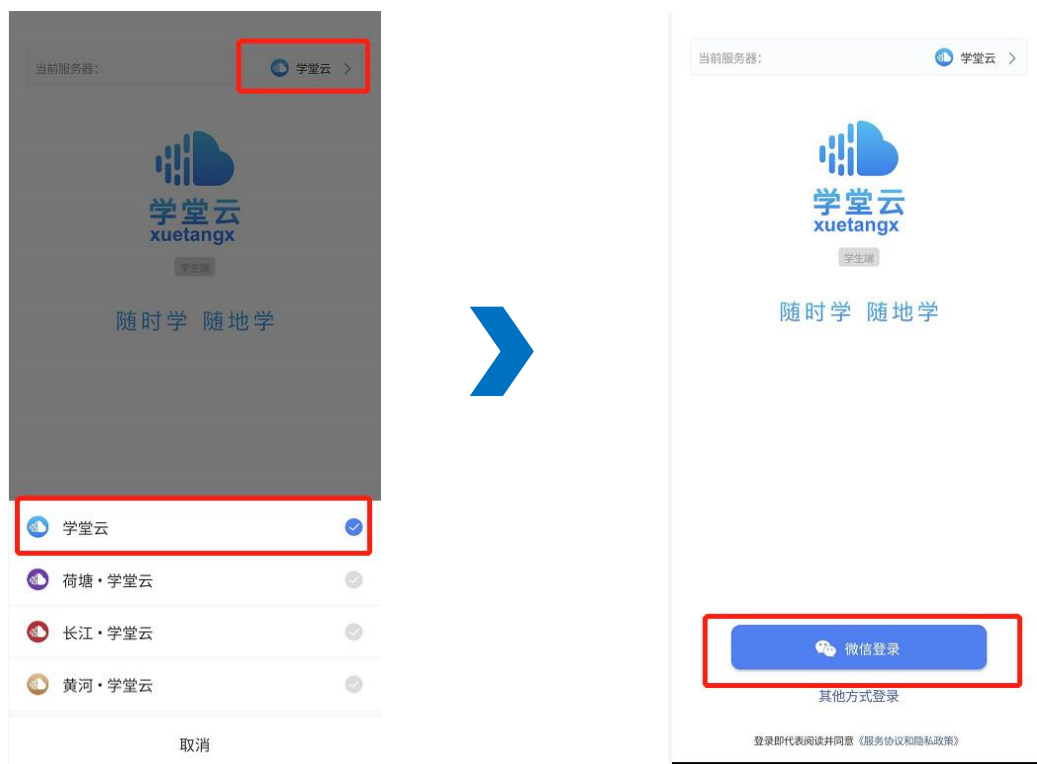 当前服务器：
学堂云
学堂云
xuetangx
学生端
随时学 随地学
学堂云
荷塘·学堂云
长江·学堂云
黄河·学堂云
取消
当前服务器：
学堂云
学堂云
xuetangx
学生端
随时学 随地学
微信登录
其他方式登录
登录即代表阅读并同意《服务协议和隐私政策》